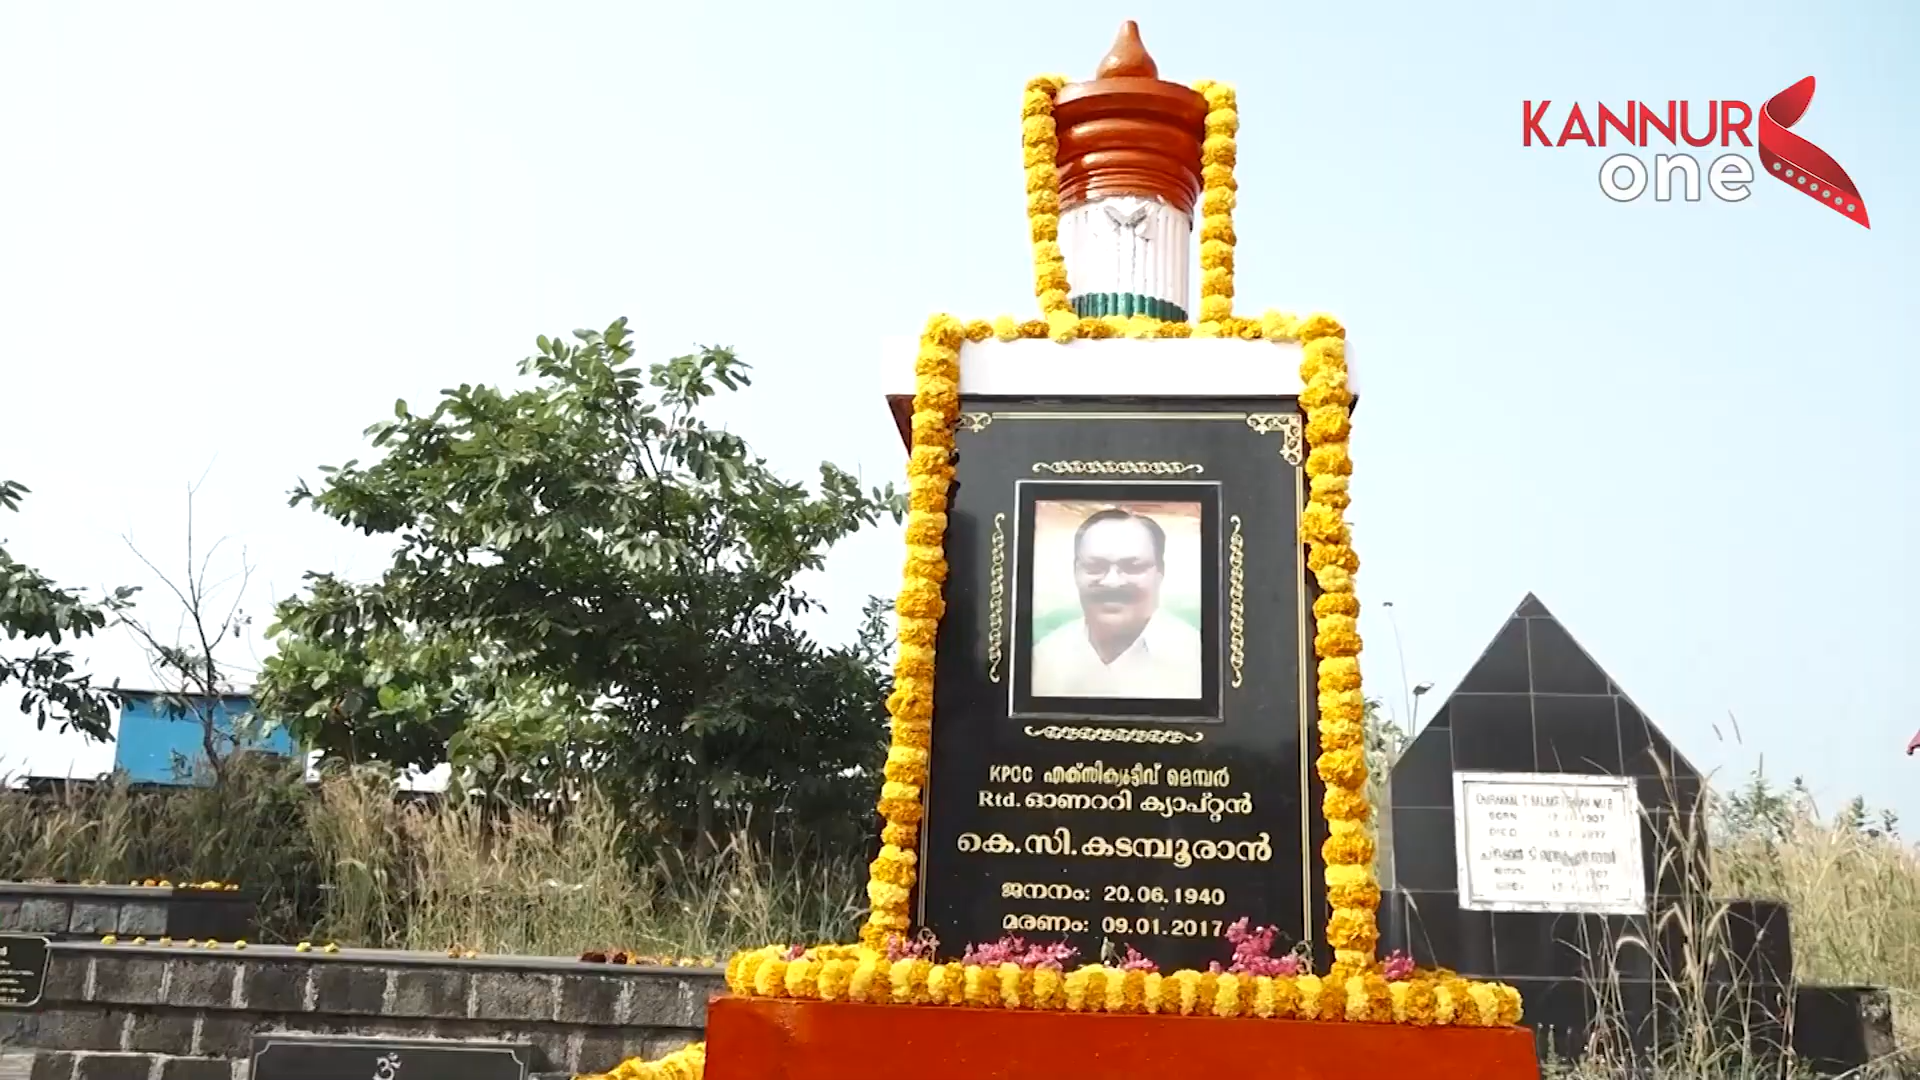 KANNUR
one
KPCC എക്സിക്യുട്ടീവ് മെമ്പർ
Rtd. ഓണററി ക്യാപ്റ്റൻ
കെ.സി.കടമ്പൂരാൻ
ജനനം: 20.06.1940
മരണം: 09.01.2017
BORN
DIED
ॐ